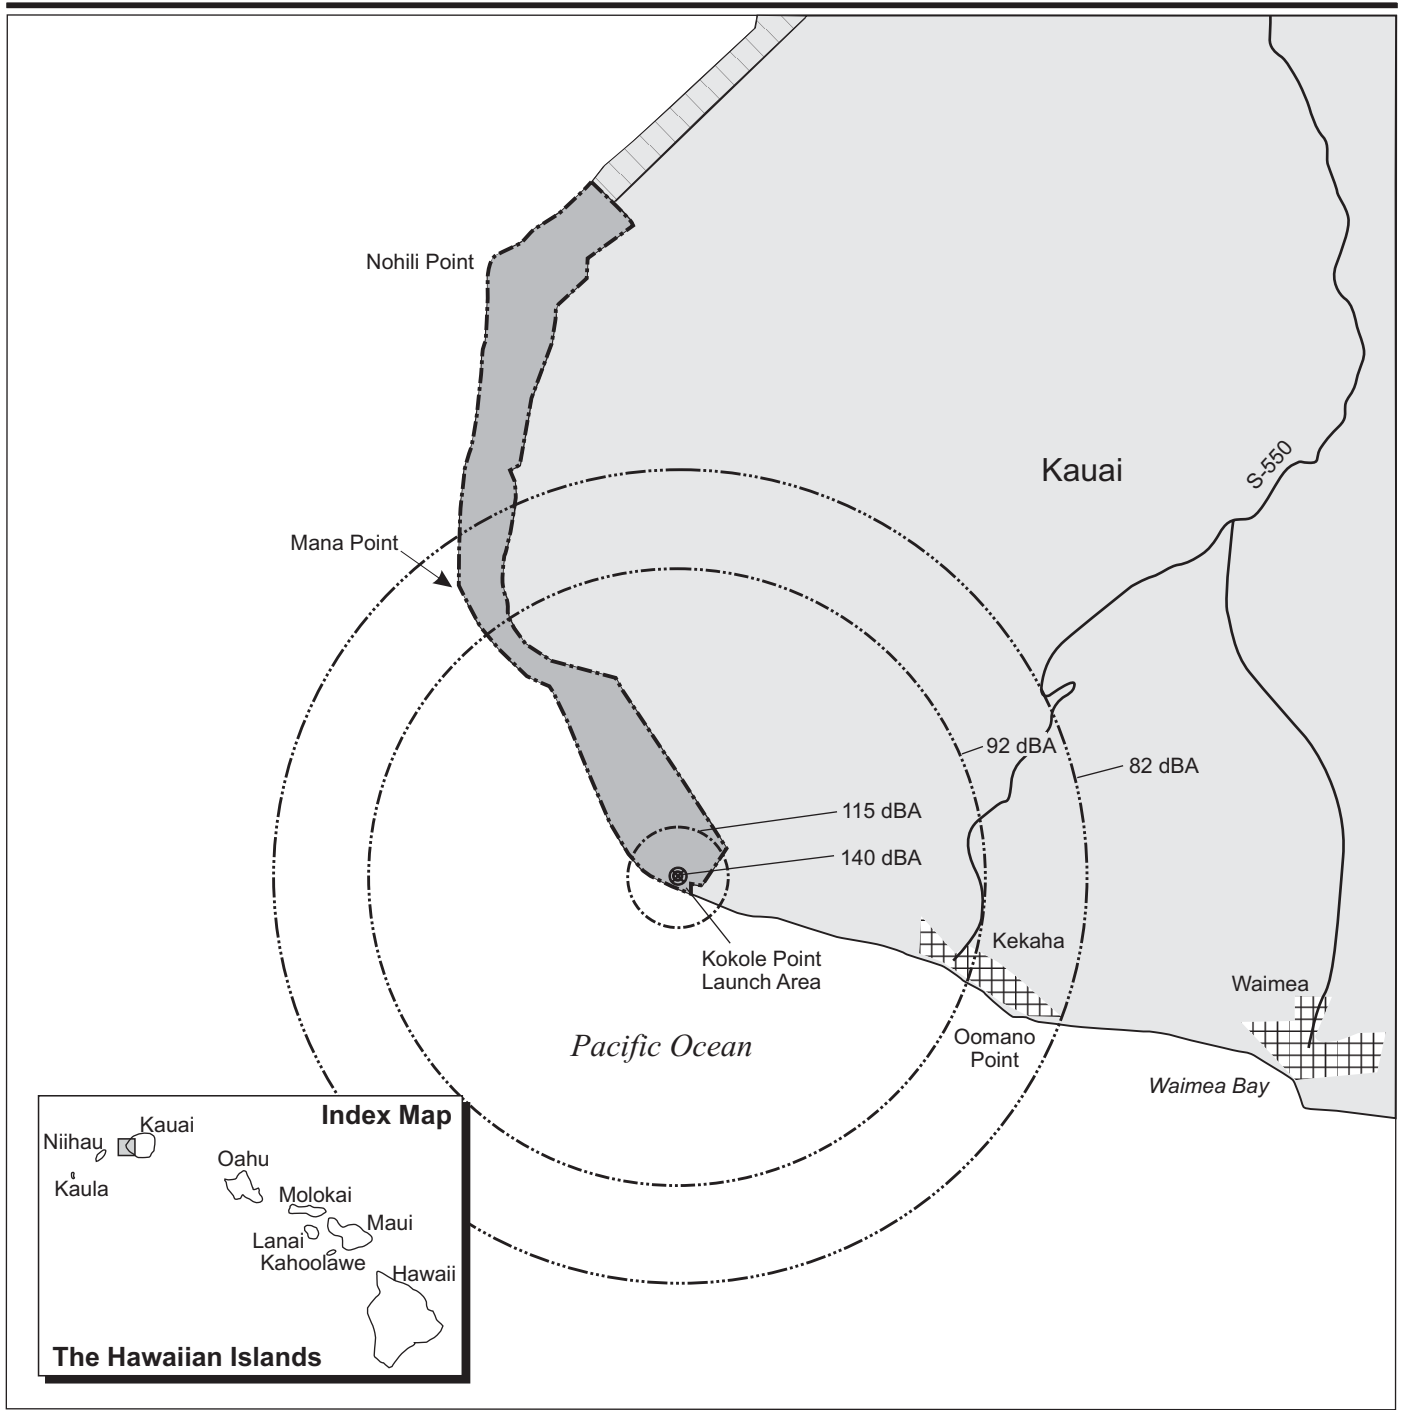 Nohili Point
Kauai
S-550
Mana Point
92 dBA
82 dBA
115 dBA
140 dBA
Kekaha
Kokole Point
Launch Area
Waimea
Oomano
Point
Pacific Ocean
Waimea Bay
Index Map
Kauai
Niihau
Oahu
Kaula
Molokai
Maui
Lanai
Kahoolawe
Hawaii
The Hawaiian Islands